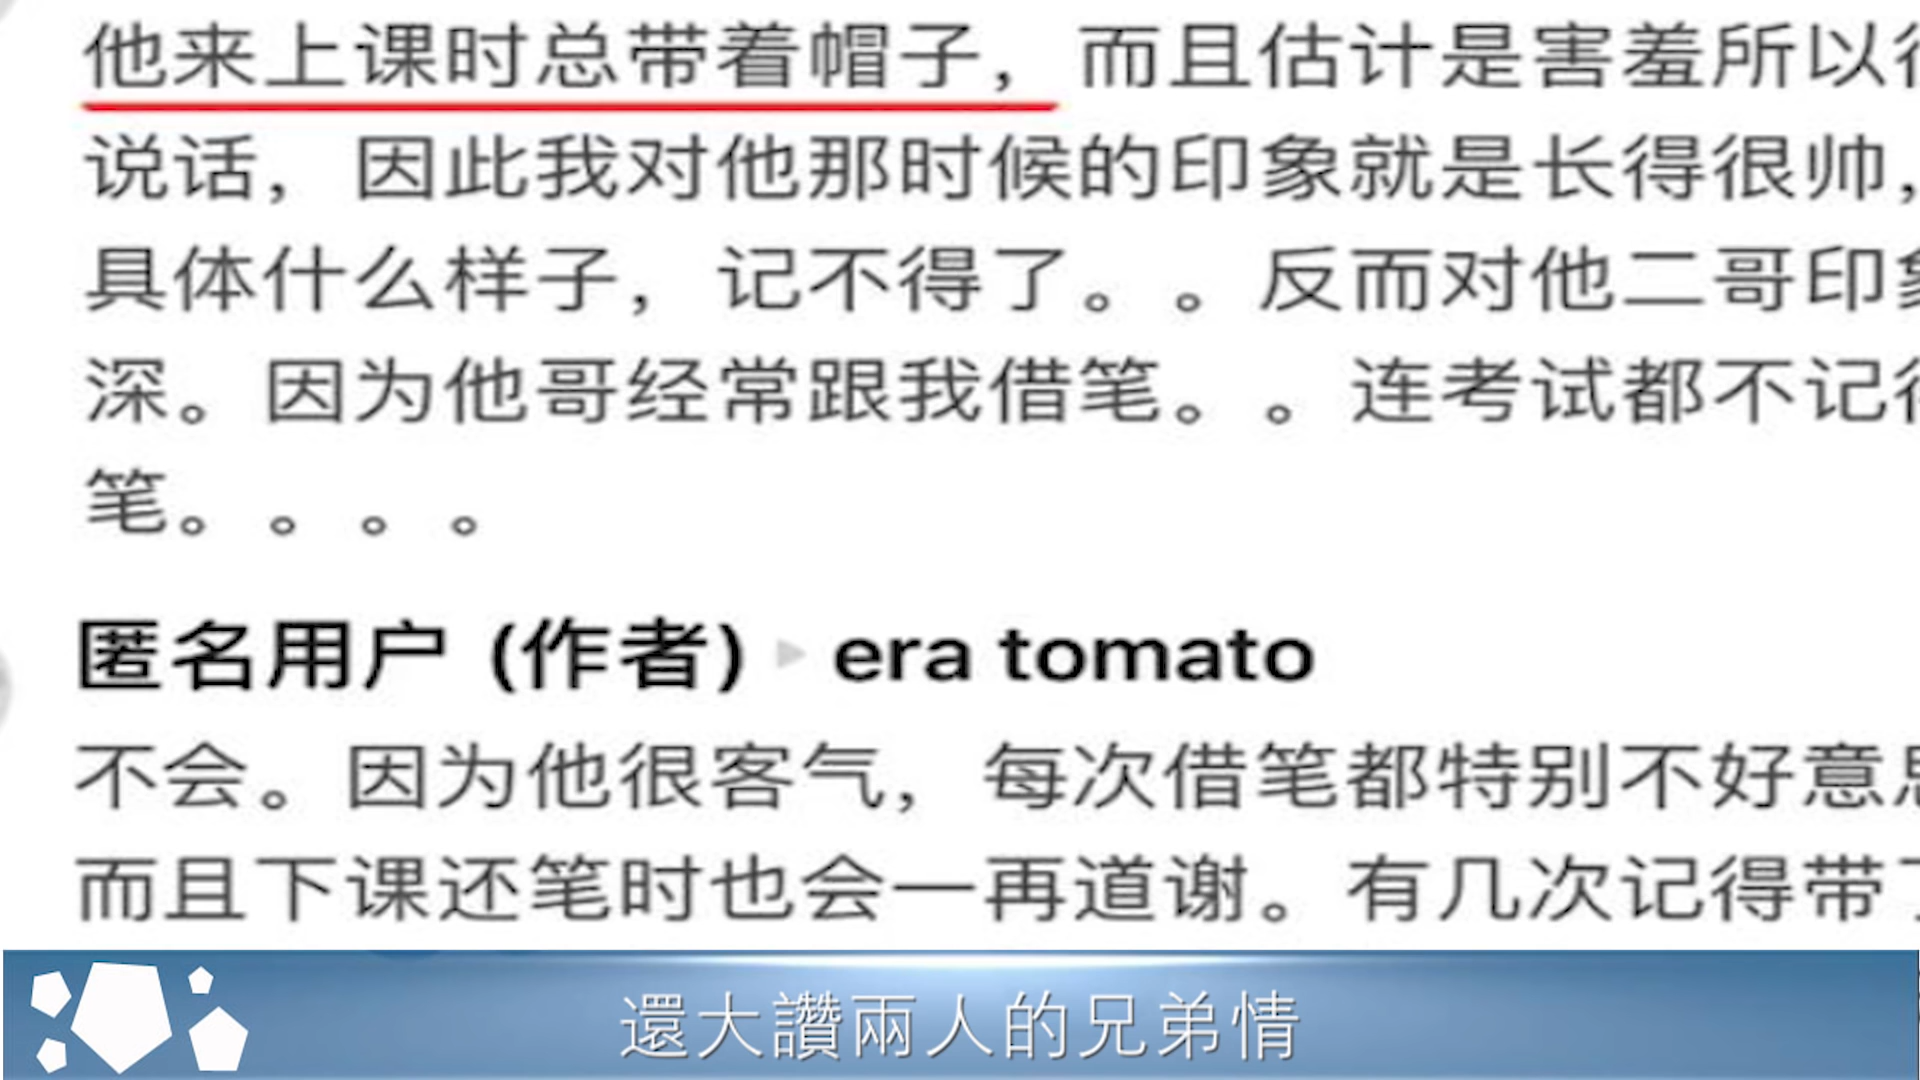 他来上课时总带着帽子，而且估计是害羞所以很
说话，因此我对他那时候的印象就是长得很帅，
具体什么样子，记不得了。。反而对他二哥印象
深。因为他哥经常跟我借笔。。连考试都不记得
笔。。。。
匿名用户 (作者) ▸ era tomato
不会。因为他很客气，每次借笔都特别不好意思
而且下课还笔时也会一再道谢。有几次记得带了
還大讚兩人的兄弟情